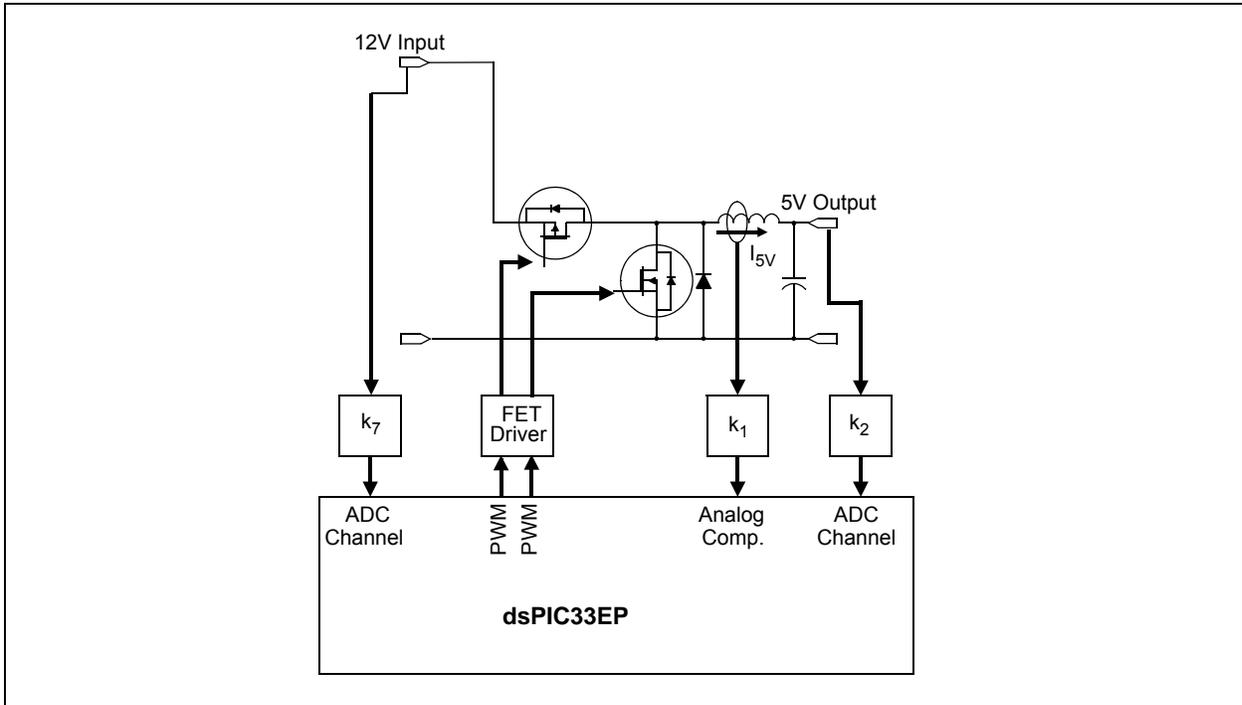 12V Input
5V Output
I5V
k7
FET
Driver
k1
k2
ADC
Channel
PWM
PWM
Analog
Comp.
ADC
Channel
dsPIC33EP